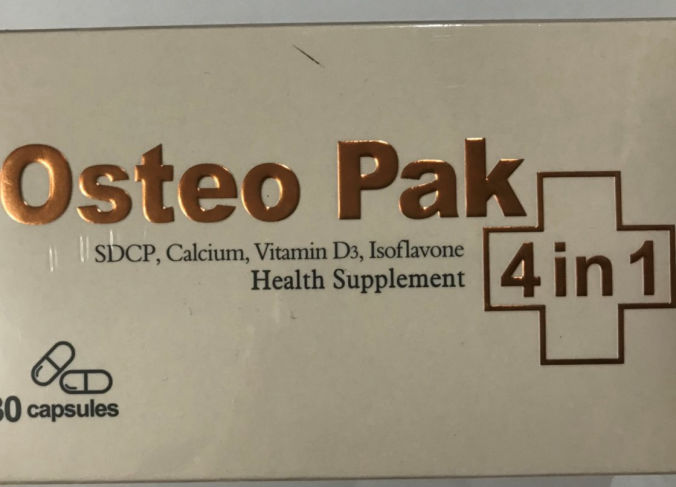 Osteo Pak
4 in 1
SDCP, Calcium, Vitamin D3, Isoflavone
Health Supplement
capsules